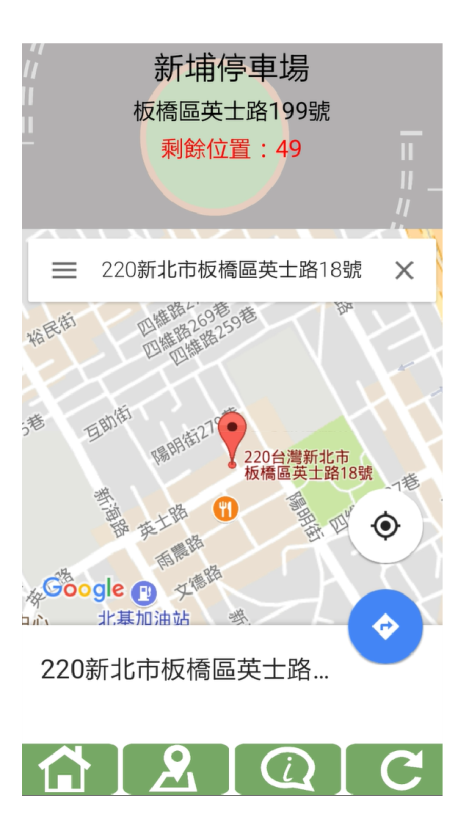 新埔停車場
板橋區英士路199號
剩餘位置：49
220新北市板橋區英士路18號
裕民街
四維路269巷
四維路259巷
互助街
陽明街279巷
220台灣新北市
板橋區英士路18號
新海路
英士路
陽明街
雨農路
文德路
Google
北基加油站
220新北市板橋區英士路...